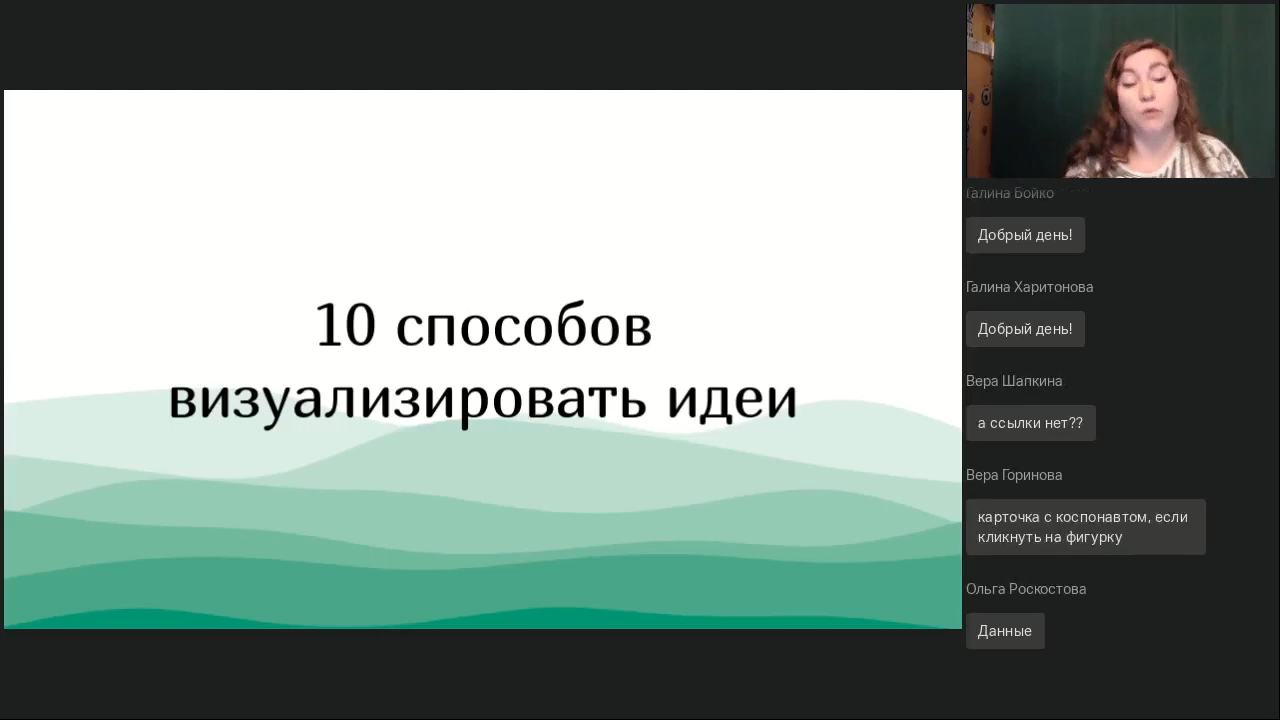 10 способов
визуализировать идеи
Галина Бойко
Добрый день!
Галина Харитонова
Добрый день!
Вера Шапкина
а ссылки нет??
Вера Горинова
карточка с коспонавтом, если
кликнуть на фигурку
Ольга Роскостова
Данные